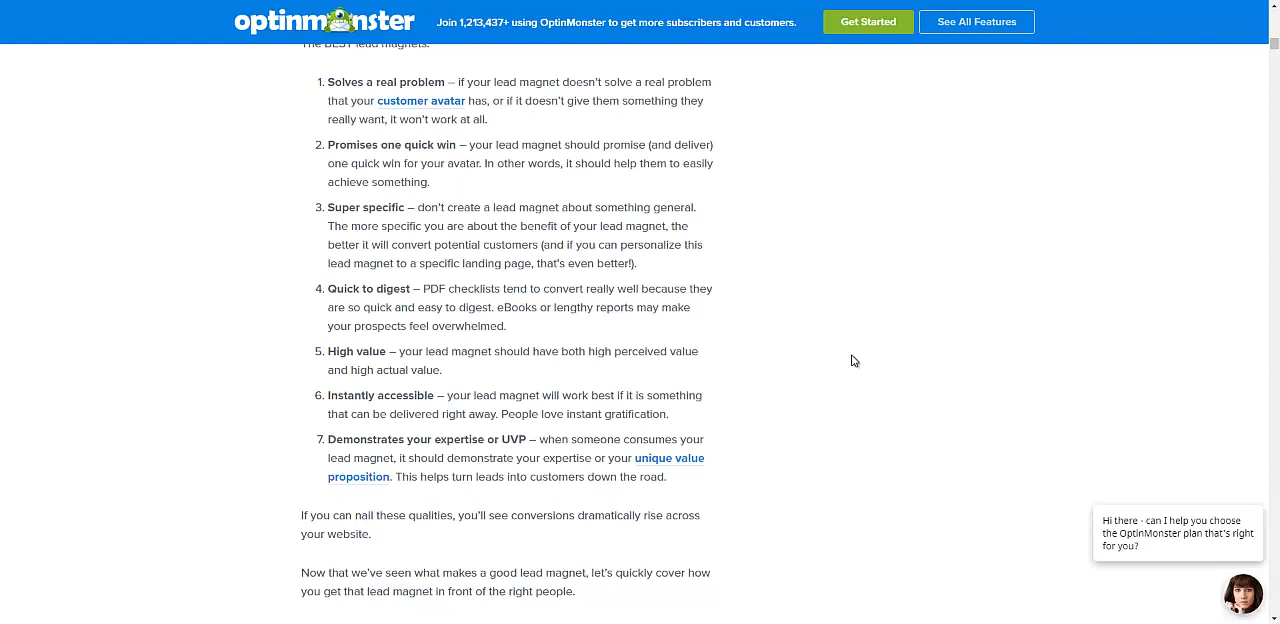 optinmonster
Join 1,213,437+ using OptinMonster to get more subscribers and customers.
Get Started
See All Features
The BEST lead magnets:
1. Solves a real problem – if your lead magnet doesn't solve a real problem
that your customer avatar has, or if it doesn't give them something they
really want, it won't work at all.
2. Promises one quick win – your lead magnet should promise (and deliver)
one quick win for your avatar. In other words, it should help them to easily
achieve something.
3. Super specific – don't create a lead magnet about something general.
The more specific you are about the benefit of your lead magnet, the
better it will convert potential customers (and if you can personalize this
lead magnet to a specific landing page, that's even better!).
4. Quick to digest – PDF checklists tend to convert really well because they
are so quick and easy to digest. eBooks or lengthy reports may make
your prospects feel overwhelmed.
5. High value – your lead magnet should have both high perceived value
and high actual value.
6. Instantly accessible – your lead magnet will work best if it is something
that can be delivered right away. People love instant gratification.
7. Demonstrates your expertise or UVP – when someone consumes your
lead magnet, it should demonstrate your expertise or your unique value
proposition. This helps turn leads into customers down the road.
If you can nail these qualities, you'll see conversions dramatically rise across
your website.
Now that we've seen what makes a good lead magnet, let's quickly cover how
you get that lead magnet in front of the right people.
Hi there - can I help you choose
the OptinMonster plan that's right
for you?